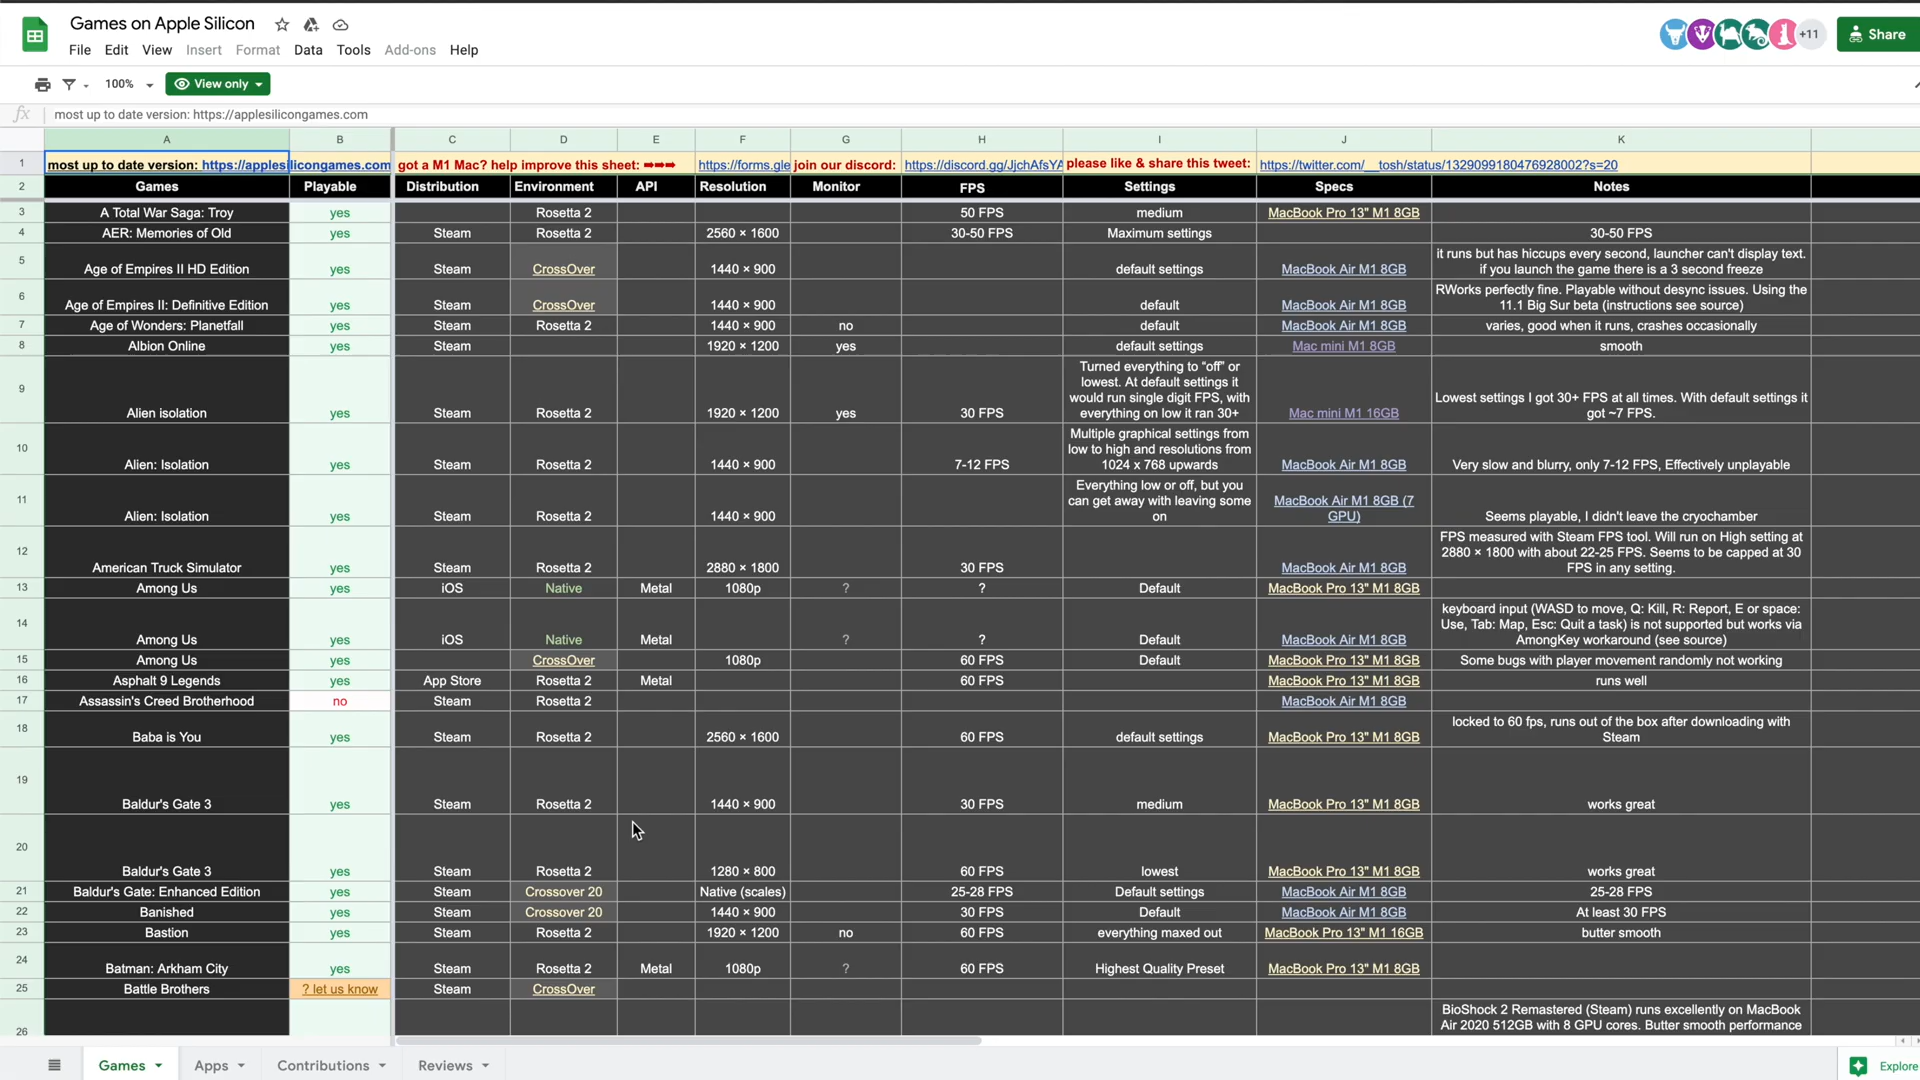 Games on Apple Silicon
File Edit View Insert Format Data Tools Add-ons Help
+11
Share
100%
View only
fx most up to date version: https://applesilicongames.com
A B C D E F G H I J K
1 most up to date version: https://applesilicongames.com got a M1 Mac? help improve this sheet: ➡➡➡ https://forms.gle join our discord: https://discord.gg/JjchAfsYA please like & share this tweet: https://twitter.com/__tosh/status/1329099180476928002?s=20
2 Games Playable Distribution Environment API Resolution Monitor FPS Settings Specs Notes
3 A Total War Saga: Troy yes Rosetta 2 50 FPS medium MacBook Pro 13" M1 8GB
4 AER: Memories of Old yes Steam Rosetta 2 2560 × 1600 30-50 FPS Maximum settings 30-50 FPS
5 Age of Empires II HD Edition yes Steam CrossOver 1440 × 900 default settings MacBook Air M1 8GB it runs but has hiccups every second, launcher can't display text.
if you launch the game there is a 3 second freeze
6 Age of Empires II: Definitive Edition yes Steam CrossOver 1440 × 900 default MacBook Air M1 8GB RWorks perfectly fine. Playable without desync issues. Using the
11.1 Big Sur beta (instructions see source)
7 Age of Wonders: Planetfall yes Steam Rosetta 2 1440 × 900 no default MacBook Air M1 8GB varies, good when it runs, crashes occasionally
8 Albion Online yes Steam 1920 × 1200 yes default settings Mac mini M1 8GB smooth
9 Alien isolation yes Steam Rosetta 2 1920 × 1200 yes 30 FPS Turned everything to “off” or
lowest. At default settings it
would run single digit FPS, with
everything on low it ran 30+ Mac mini M1 16GB Lowest settings I got 30+ FPS at all times. With default settings it
got ~7 FPS.
10 Alien: Isolation yes Steam Rosetta 2 1440 × 900 7-12 FPS Multiple graphical settings from
low to high and resolutions from
1024 x 768 upwards MacBook Air M1 8GB Very slow and blurry, only 7-12 FPS, Effectively unplayable
11 Alien: Isolation yes Steam Rosetta 2 1440 × 900 Everything low or off, but you
can get away with leaving some
on MacBook Air M1 8GB (7
GPU) Seems playable, I didn't leave the cryochamber
12 American Truck Simulator yes Steam Rosetta 2 2880 × 1800 30 FPS MacBook Air M1 8GB FPS measured with Steam FPS tool. Will run on High setting at
2880 × 1800 with about 22-25 FPS. Seems to be capped at 30
FPS in any setting.
13 Among Us yes iOS Native Metal 1080p ? ? Default MacBook Pro 13" M1 8GB
14 Among Us yes iOS Native Metal ? ? Default MacBook Air M1 8GB keyboard input (WASD to move, Q: Kill, R: Report, E or space:
Use, Tab: Map, Esc: Quit a task) is not supported but works via
AmongKey workaround (see source)
15 Among Us yes CrossOver 1080p 60 FPS Default MacBook Pro 13" M1 8GB Some bugs with player movement randomly not working
16 Asphalt 9 Legends yes App Store Rosetta 2 Metal 60 FPS MacBook Pro 13" M1 8GB runs well
17 Assassin's Creed Brotherhood no Steam Rosetta 2 MacBook Air M1 8GB
18 Baba is You yes Steam Rosetta 2 2560 × 1600 60 FPS default settings MacBook Pro 13" M1 8GB locked to 60 fps, runs out of the box after downloading with
Steam
19 Baldur's Gate 3 yes Steam Rosetta 2 1440 × 900 30 FPS medium MacBook Pro 13" M1 8GB works great
20 Baldur's Gate 3 yes Steam Rosetta 2 1280 × 800 60 FPS lowest MacBook Pro 13" M1 8GB works great
21 Baldur's Gate: Enhanced Edition yes Steam Crossover 20 Native (scales) 25-28 FPS Default settings MacBook Air M1 8GB 25-28 FPS
22 Banished yes Steam Crossover 20 1440 × 900 30 FPS Default MacBook Air M1 8GB At least 30 FPS
23 Bastion yes Steam Rosetta 2 1920 × 1200 no 60 FPS everything maxed out MacBook Pro 13" M1 16GB butter smooth
24 Batman: Arkham City yes Steam Rosetta 2 Metal 1080p ? 60 FPS Highest Quality Preset MacBook Pro 13" M1 8GB
25 Battle Brothers ? let us know Steam CrossOver
26 BioShock 2 Remastered (Steam) runs excellently on MacBook
Air 2020 512GB with 8 GPU cores. Butter smooth performance
Games Apps Contributions Reviews Explore